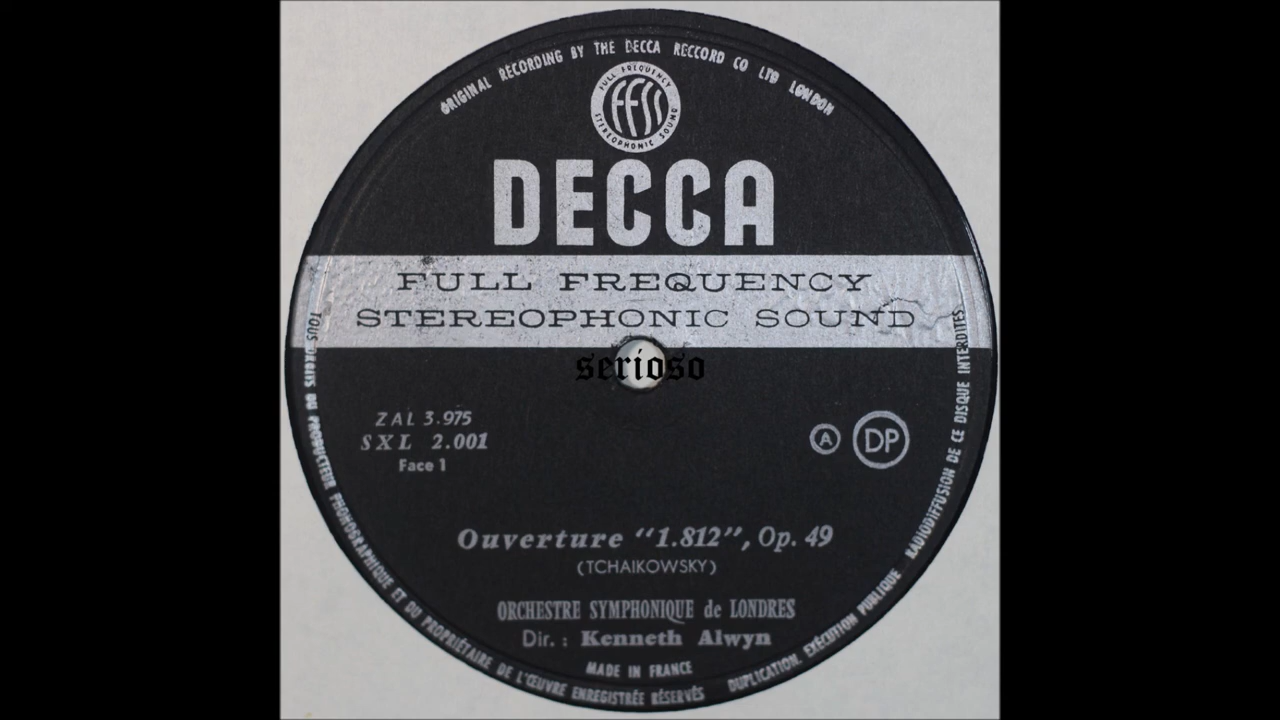 ORIGINAL RECORDING BY THE DECCA RECCORD CO LTD LONDON
FULL FREQUENCY
FFSS
STEREOPHONIC SOUND
DECCA
FULL FREQUENCY
STEREOPHONIC SOUND
serioso
ZAL 3.975
SXL 2.001
Face 1
A
DP
Ouverture “1.812”, Op. 49
(TCHAIKOWSKY)
ORCHESTRE SYMPHONIQUE de LONDRES
Dir. : Kenneth Alwyn
MADE IN FRANCE
TOUS DROITS DU PRODUCTEUR PHONOGRAPHIQUE ET DU PROPRIÉTAIRE DE L'ŒUVRE ENREGISTRÉE RÉSERVÉS
DUPLICATION, EXÉCUTION PUBLIQUE RADIODIFFUSION DE CE DISQUE INTERDITES